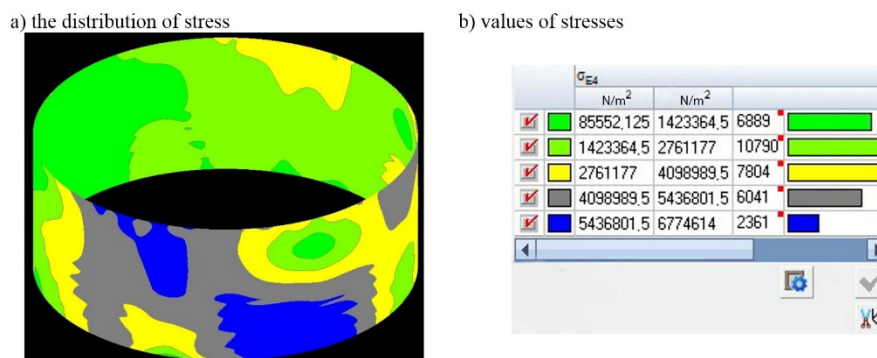 a) the distribution of stress
b) values of stresses
σE4
N/m² N/m²
85552,125 1423364,5 6889
1423364,5 2761177 10790
2761177 4098989,5 7804
4098989,5 5436801,5 6041
5436801,5 6774614 2361